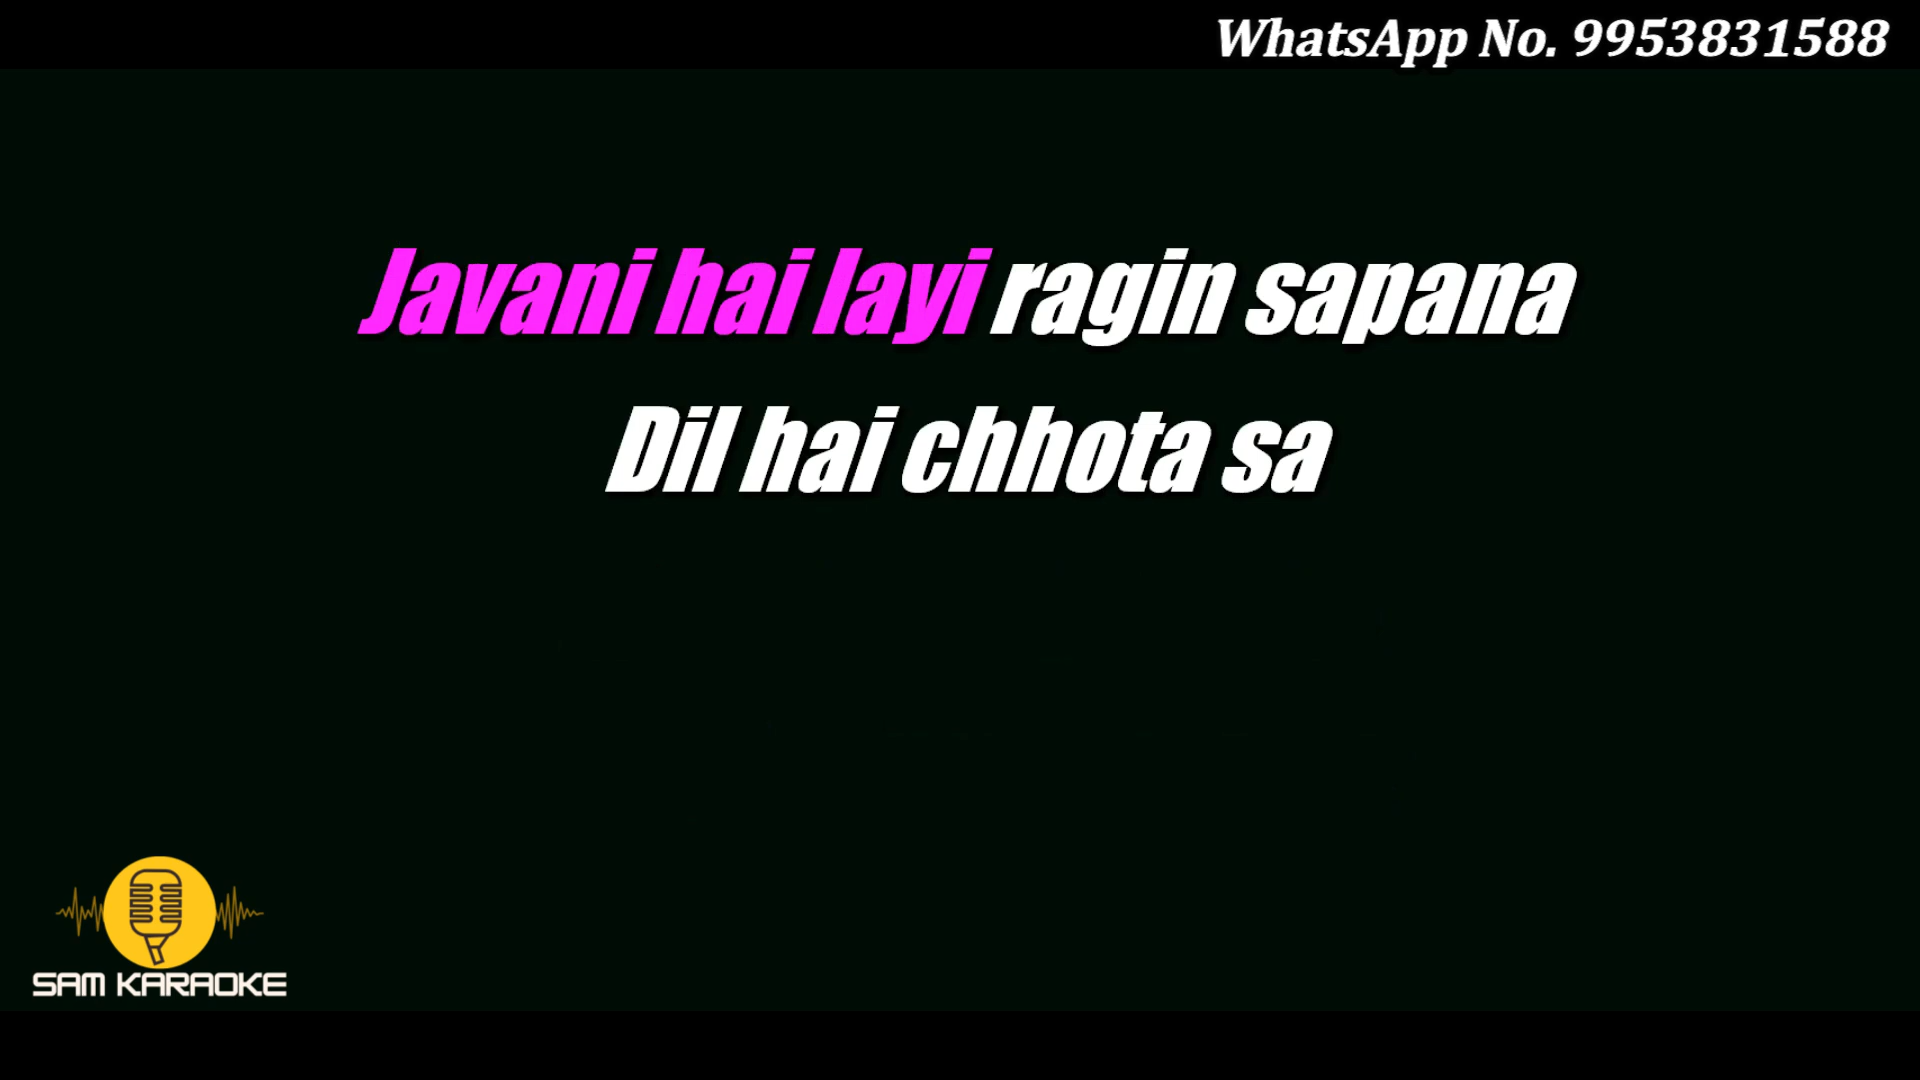 WhatsApp No. 9953831588
Javani hai layi ragin sapana
Dil hai chhota sa
SAM KARAOKE